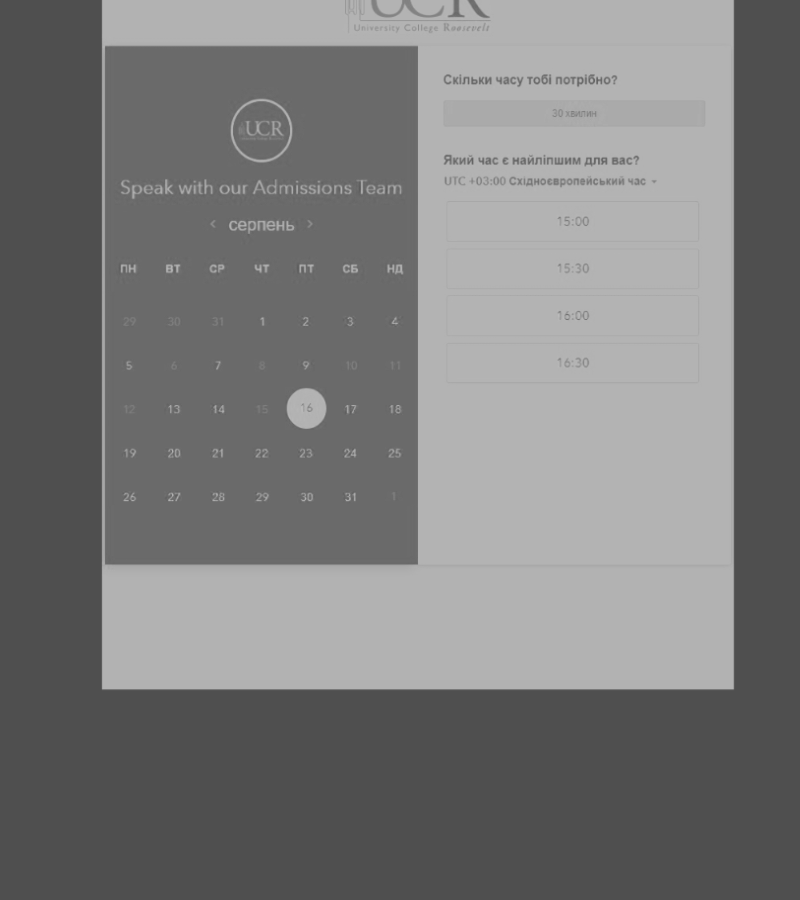 UCR
University College Roosevelt
UCR
Speak with our Admissions Team
< серпень >
ПН ВТ СР ЧТ ПТ СБ НД
29 30 31 1 2 3 4
5 6 7 8 9 10 11
12 13 14 15 16 17 18
19 20 21 22 23 24 25
26 27 28 29 30 31 1
Скільки часу тобі потрібно?
30 хвилин
Який час є найліпшим для вас?
UTC +03:00 Східноєвропейський час
15:00
15:30
16:00
16:30